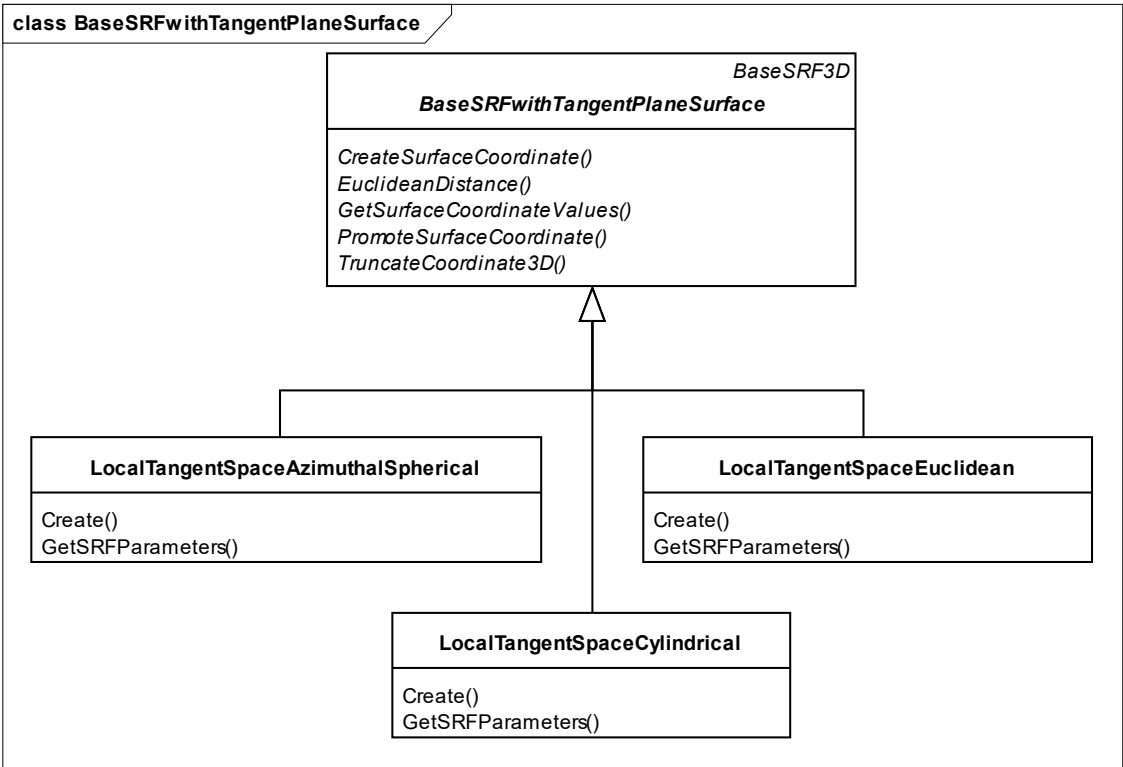 class BaseSRFwithTangentPlaneSurface
BaseSRF3D
BaseSRFwithTangentPlaneSurface
CreateSurfaceCoordinate()
EuclideanDistance()
GetSurfaceCoordinateValues()
PromoteSurfaceCoordinate()
TruncateCoordinate3D()
LocalTangentSpaceAzimuthalSpherical
Create()
GetSRFParameters()
LocalTangentSpaceEuclidean
Create()
GetSRFParameters()
LocalTangentSpaceCylindrical
Create()
GetSRFParameters()